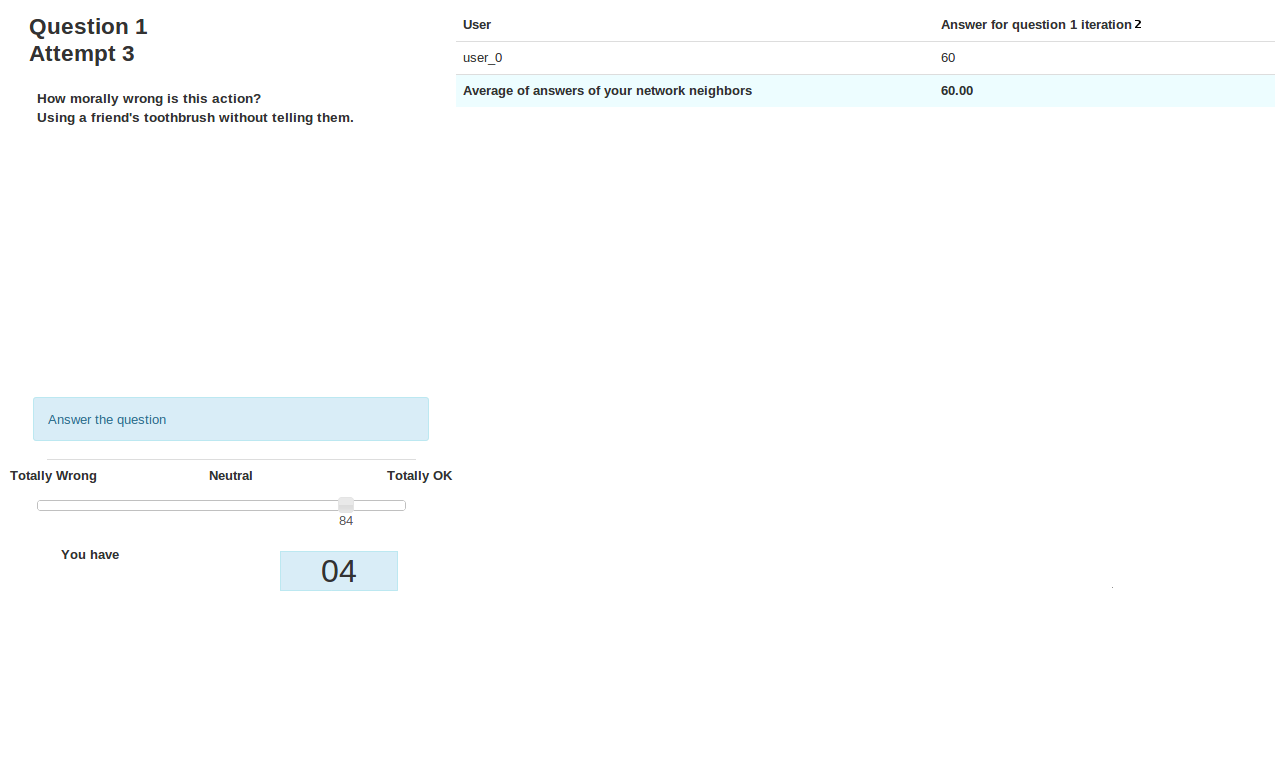 Question 1
Attempt 3
How morally wrong is this action?
Using a friend's toothbrush without telling them.
Answer the question
Totally Wrong Neutral Totally OK
84
You have 04
User Answer for question 1 iteration 2
user_0 60
Average of answers of your network neighbors 60.00